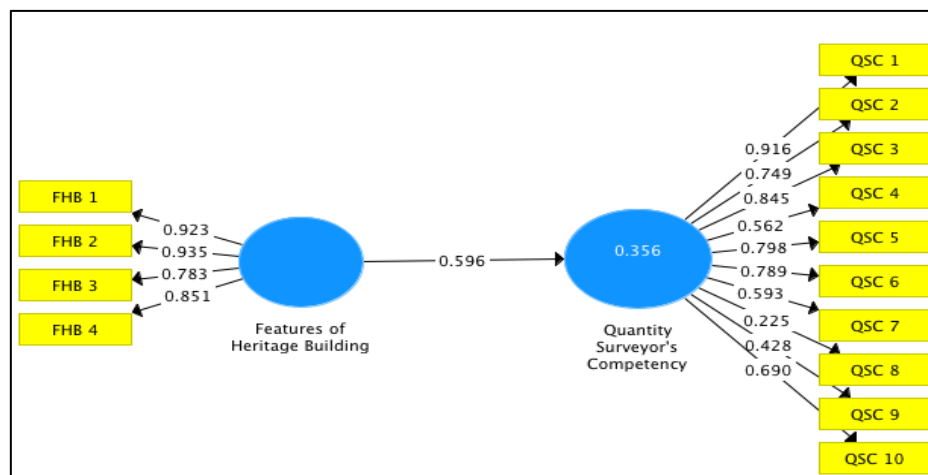 FHB 1
FHB 2
FHB 3
FHB 4
0.923
0.935
0.783
0.851
Features of
Heritage Building
0.596
0.356
Quantity
Surveyor's
Competency
0.916
0.749
0.845
0.562
0.798
0.789
0.593
0.225
0.428
0.690
QSC 1
QSC 2
QSC 3
QSC 4
QSC 5
QSC 6
QSC 7
QSC 8
QSC 9
QSC 10